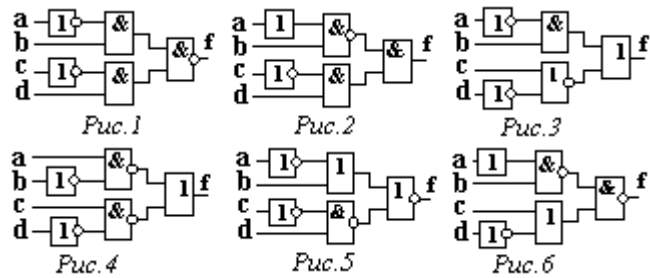 a 1 & b & f c 1 & d
Рис.1
a 1 & b & f c 1 & d
Рис.2
a 1 & b 1 f c 1 d 1
Рис.3
a & b 1 1 f c & d 1
Рис.4
a 1 1 b 1 f c 1 & d
Рис.5
a 1 & b & f c 1 d 1
Рис.6